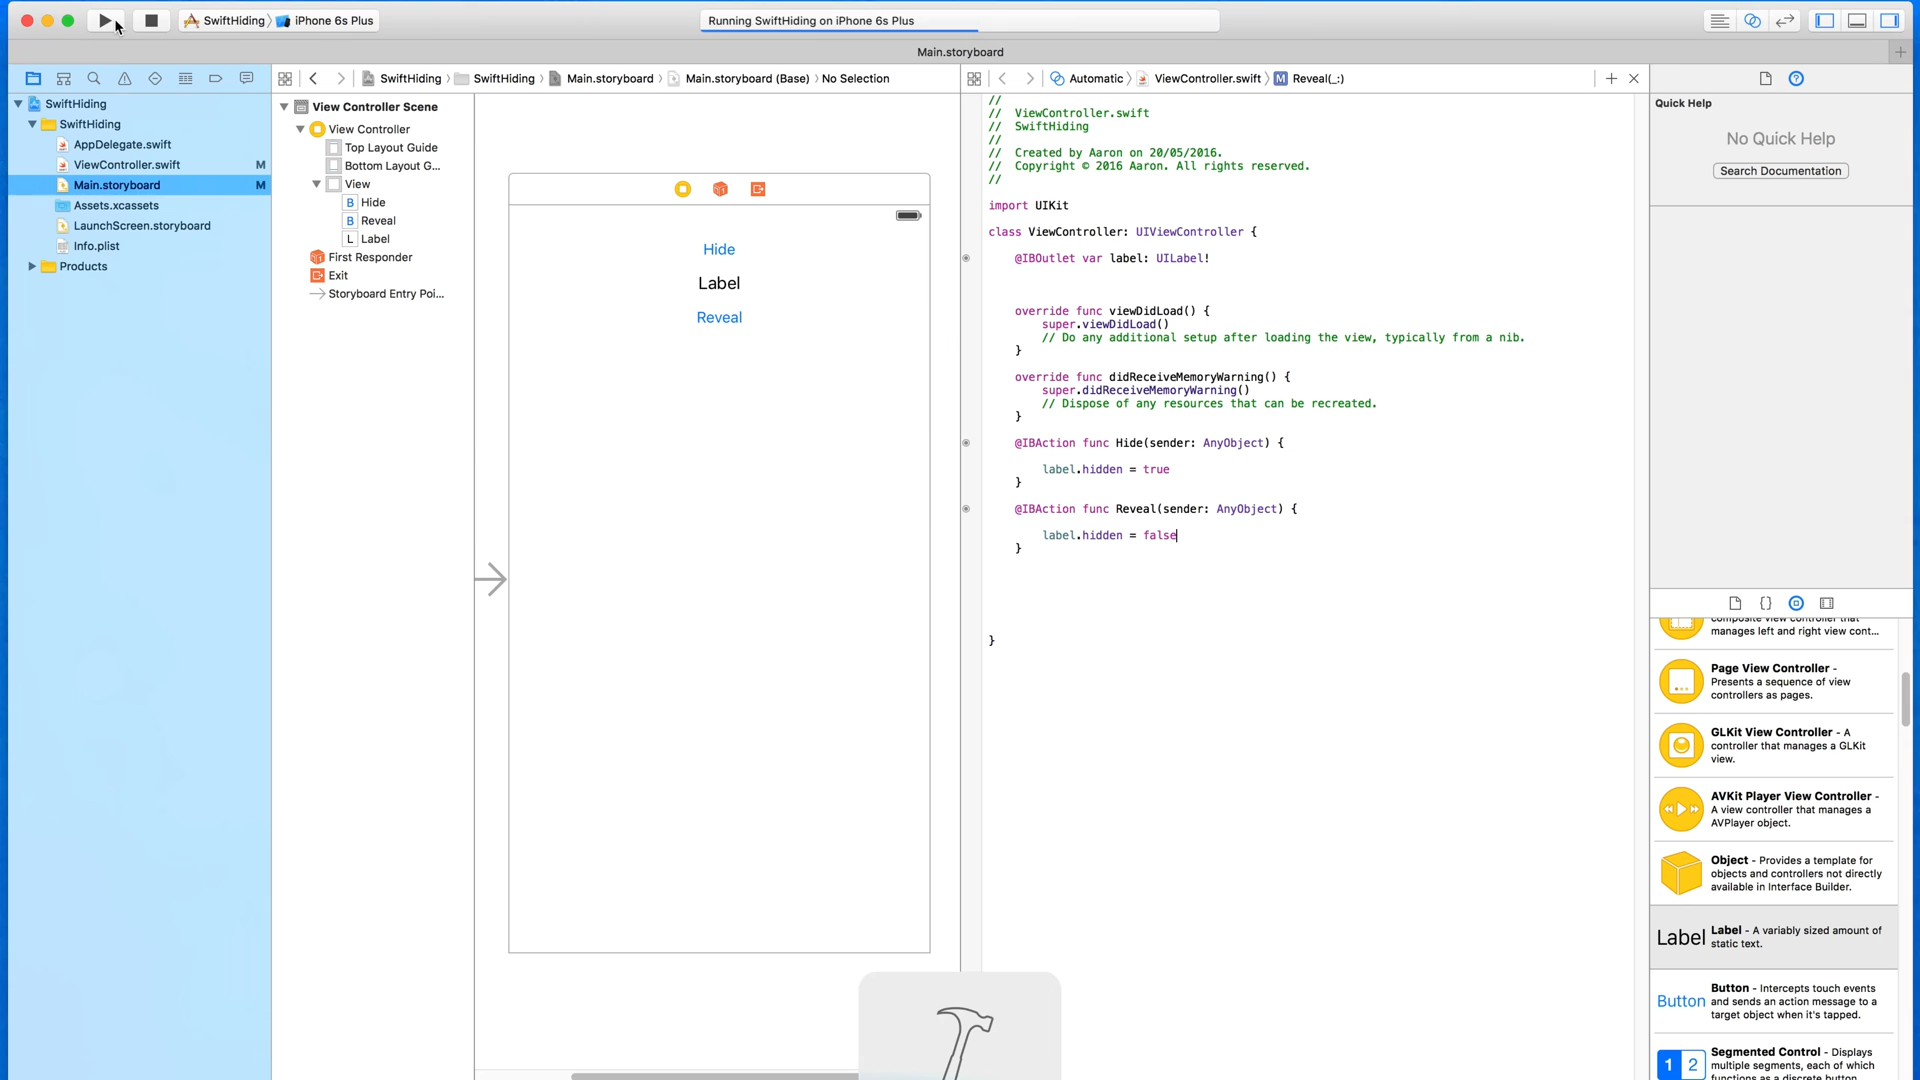 SwiftHiding
iPhone 6s Plus
Running SwiftHiding on iPhone 6s Plus
Main.storyboard
SwiftHiding
SwiftHiding
Main.storyboard
Main.storyboard (Base)
No Selection
Automatic
ViewController.swift
M
Reveal(_:)
SwiftHiding
SwiftHiding
AppDelegate.swift
ViewController.swift
M
Main.storyboard
M
Assets.xcassets
LaunchScreen.storyboard
Info.plist
Products
View Controller Scene
View Controller
Top Layout Guide
Bottom Layout G...
View
B Hide
B Reveal
L Label
First Responder
Exit
Storyboard Entry Poi...
Hide
Label
Reveal
//
// ViewController.swift
// SwiftHiding
//
// Created by Aaron on 20/05/2016.
// Copyright © 2016 Aaron. All rights reserved.
//
import UIKit
class ViewController: UIViewController {
@IBOutlet var label: UILabel!
override func viewDidLoad() {
super.viewDidLoad()
// Do any additional setup after loading the view, typically from a nib.
}
override func didReceiveMemoryWarning() {
super.didReceiveMemoryWarning()
// Dispose of any resources that can be recreated.
}
@IBAction func Hide(sender: AnyObject) {
label.hidden = true
}
@IBAction func Reveal(sender: AnyObject) {
label.hidden = false
}
}
Quick Help
No Quick Help
Search Documentation
composite view controller that
manages left and right view cont...
Page View Controller -
Presents a sequence of view
controllers as pages.
GLKit View Controller - A
controller that manages a GLKit
view.
AVKit Player View Controller -
A view controller that manages a
AVPlayer object.
Object - Provides a template for
objects and controllers not directly
available in Interface Builder.
Label
Label - A variably sized amount of
static text.
Button
Button - Intercepts touch events
and sends an action message to a
target object when it's tapped.
1 2
Segmented Control - Displays
multiple segments, each of which
functions as a discrete button.